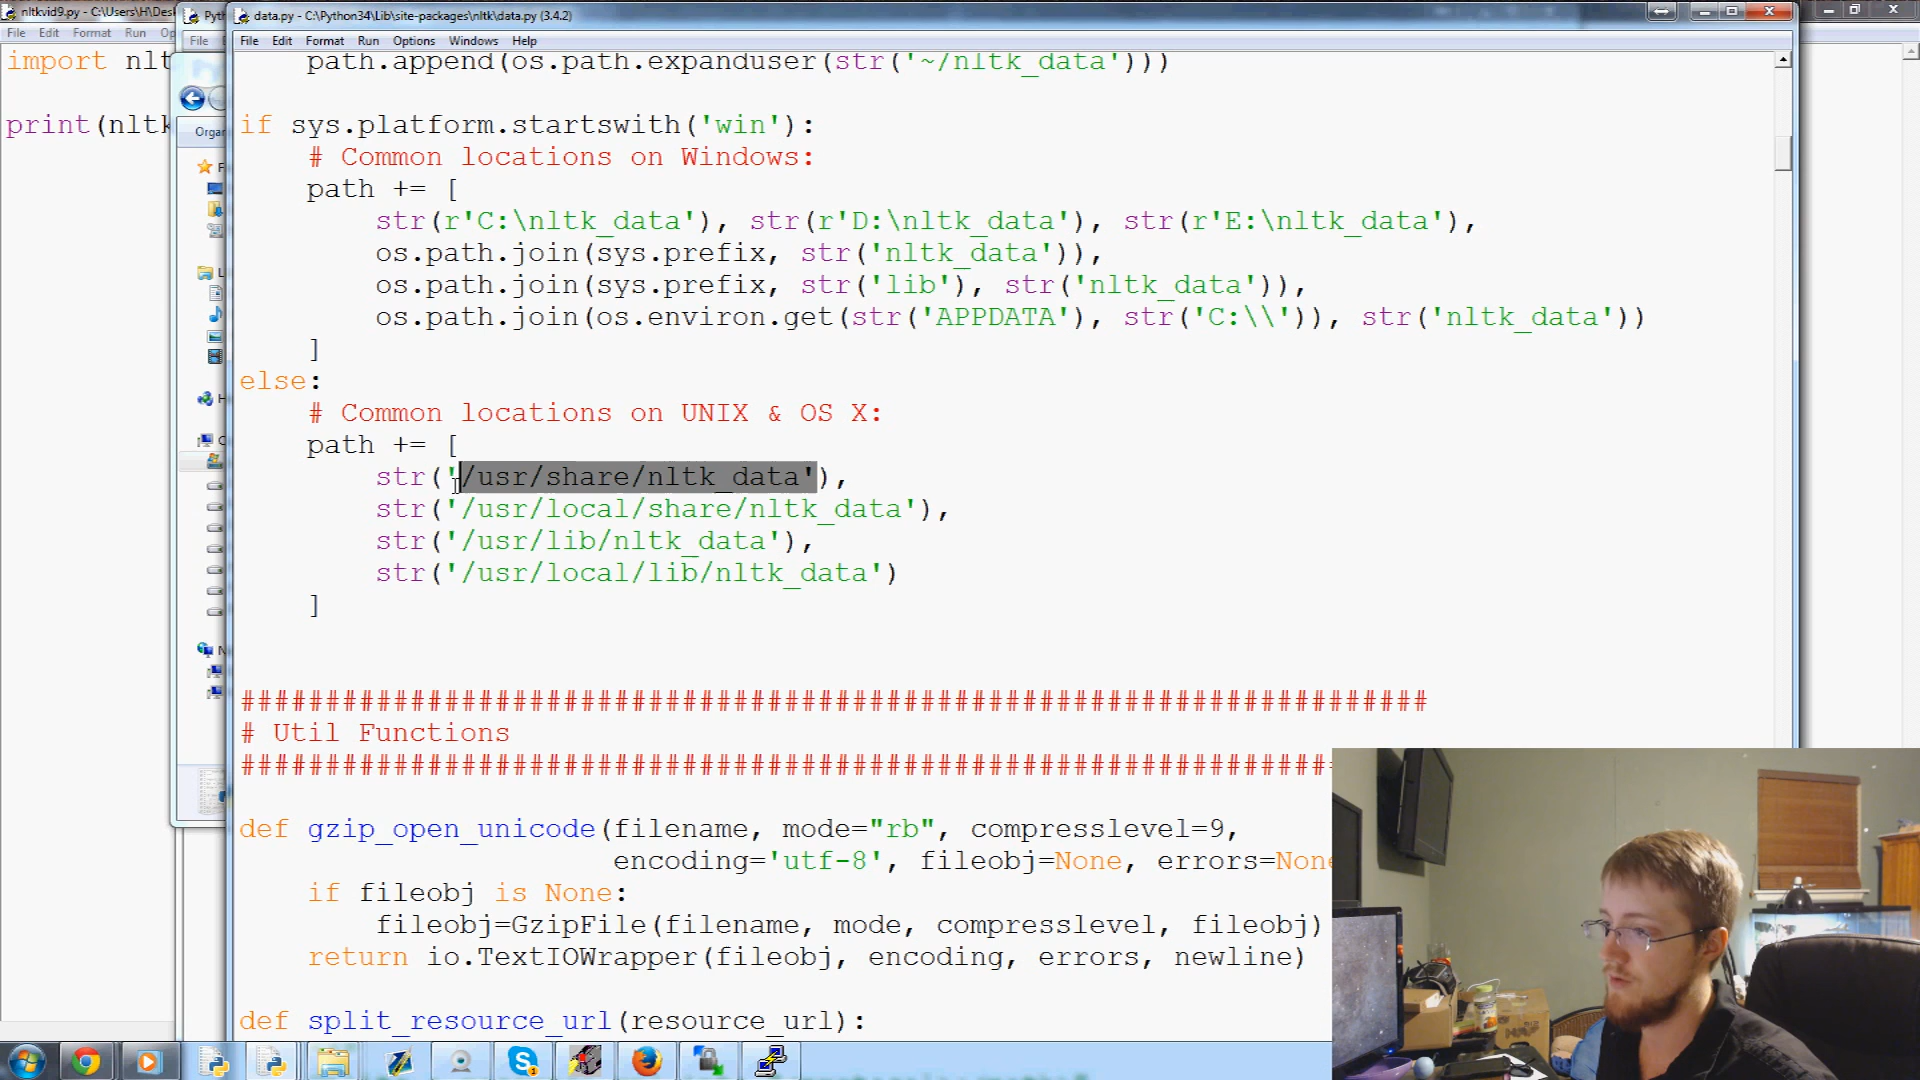 nltkvid9.py - C:\Users\H\Des
Pyth
data.py - C:\Python34\Lib\site-packages\nltk\data.py (3.4.2)
File Edit Format Run Op
File
File Edit Format Run Options Windows Help
import nlt
print(nltk
Organ
path.append(os.path.expanduser(str('~/nltk_data')))
if sys.platform.startswith('win'):
# Common locations on Windows:
path += [
str(r'C:\nltk_data'), str(r'D:\nltk_data'), str(r'E:\nltk_data'),
os.path.join(sys.prefix, str('nltk_data')),
os.path.join(sys.prefix, str('lib'), str('nltk_data')),
os.path.join(os.environ.get(str('APPDATA'), str('C:\\')), str('nltk_data'))
]
else:
# Common locations on UNIX & OS X:
path += [
str('/usr/share/nltk_data'),
str('/usr/local/share/nltk_data'),
str('/usr/lib/nltk_data'),
str('/usr/local/lib/nltk_data')
]
######################################################################
# Util Functions
################################################################
def gzip_open_unicode(filename, mode="rb", compresslevel=9,
encoding='utf-8', fileobj=None, errors=None
if fileobj is None:
fileobj=GzipFile(filename, mode, compresslevel, fileobj)
return io.TextIOWrapper(fileobj, encoding, errors, newline)
def split_resource_url(resource_url):